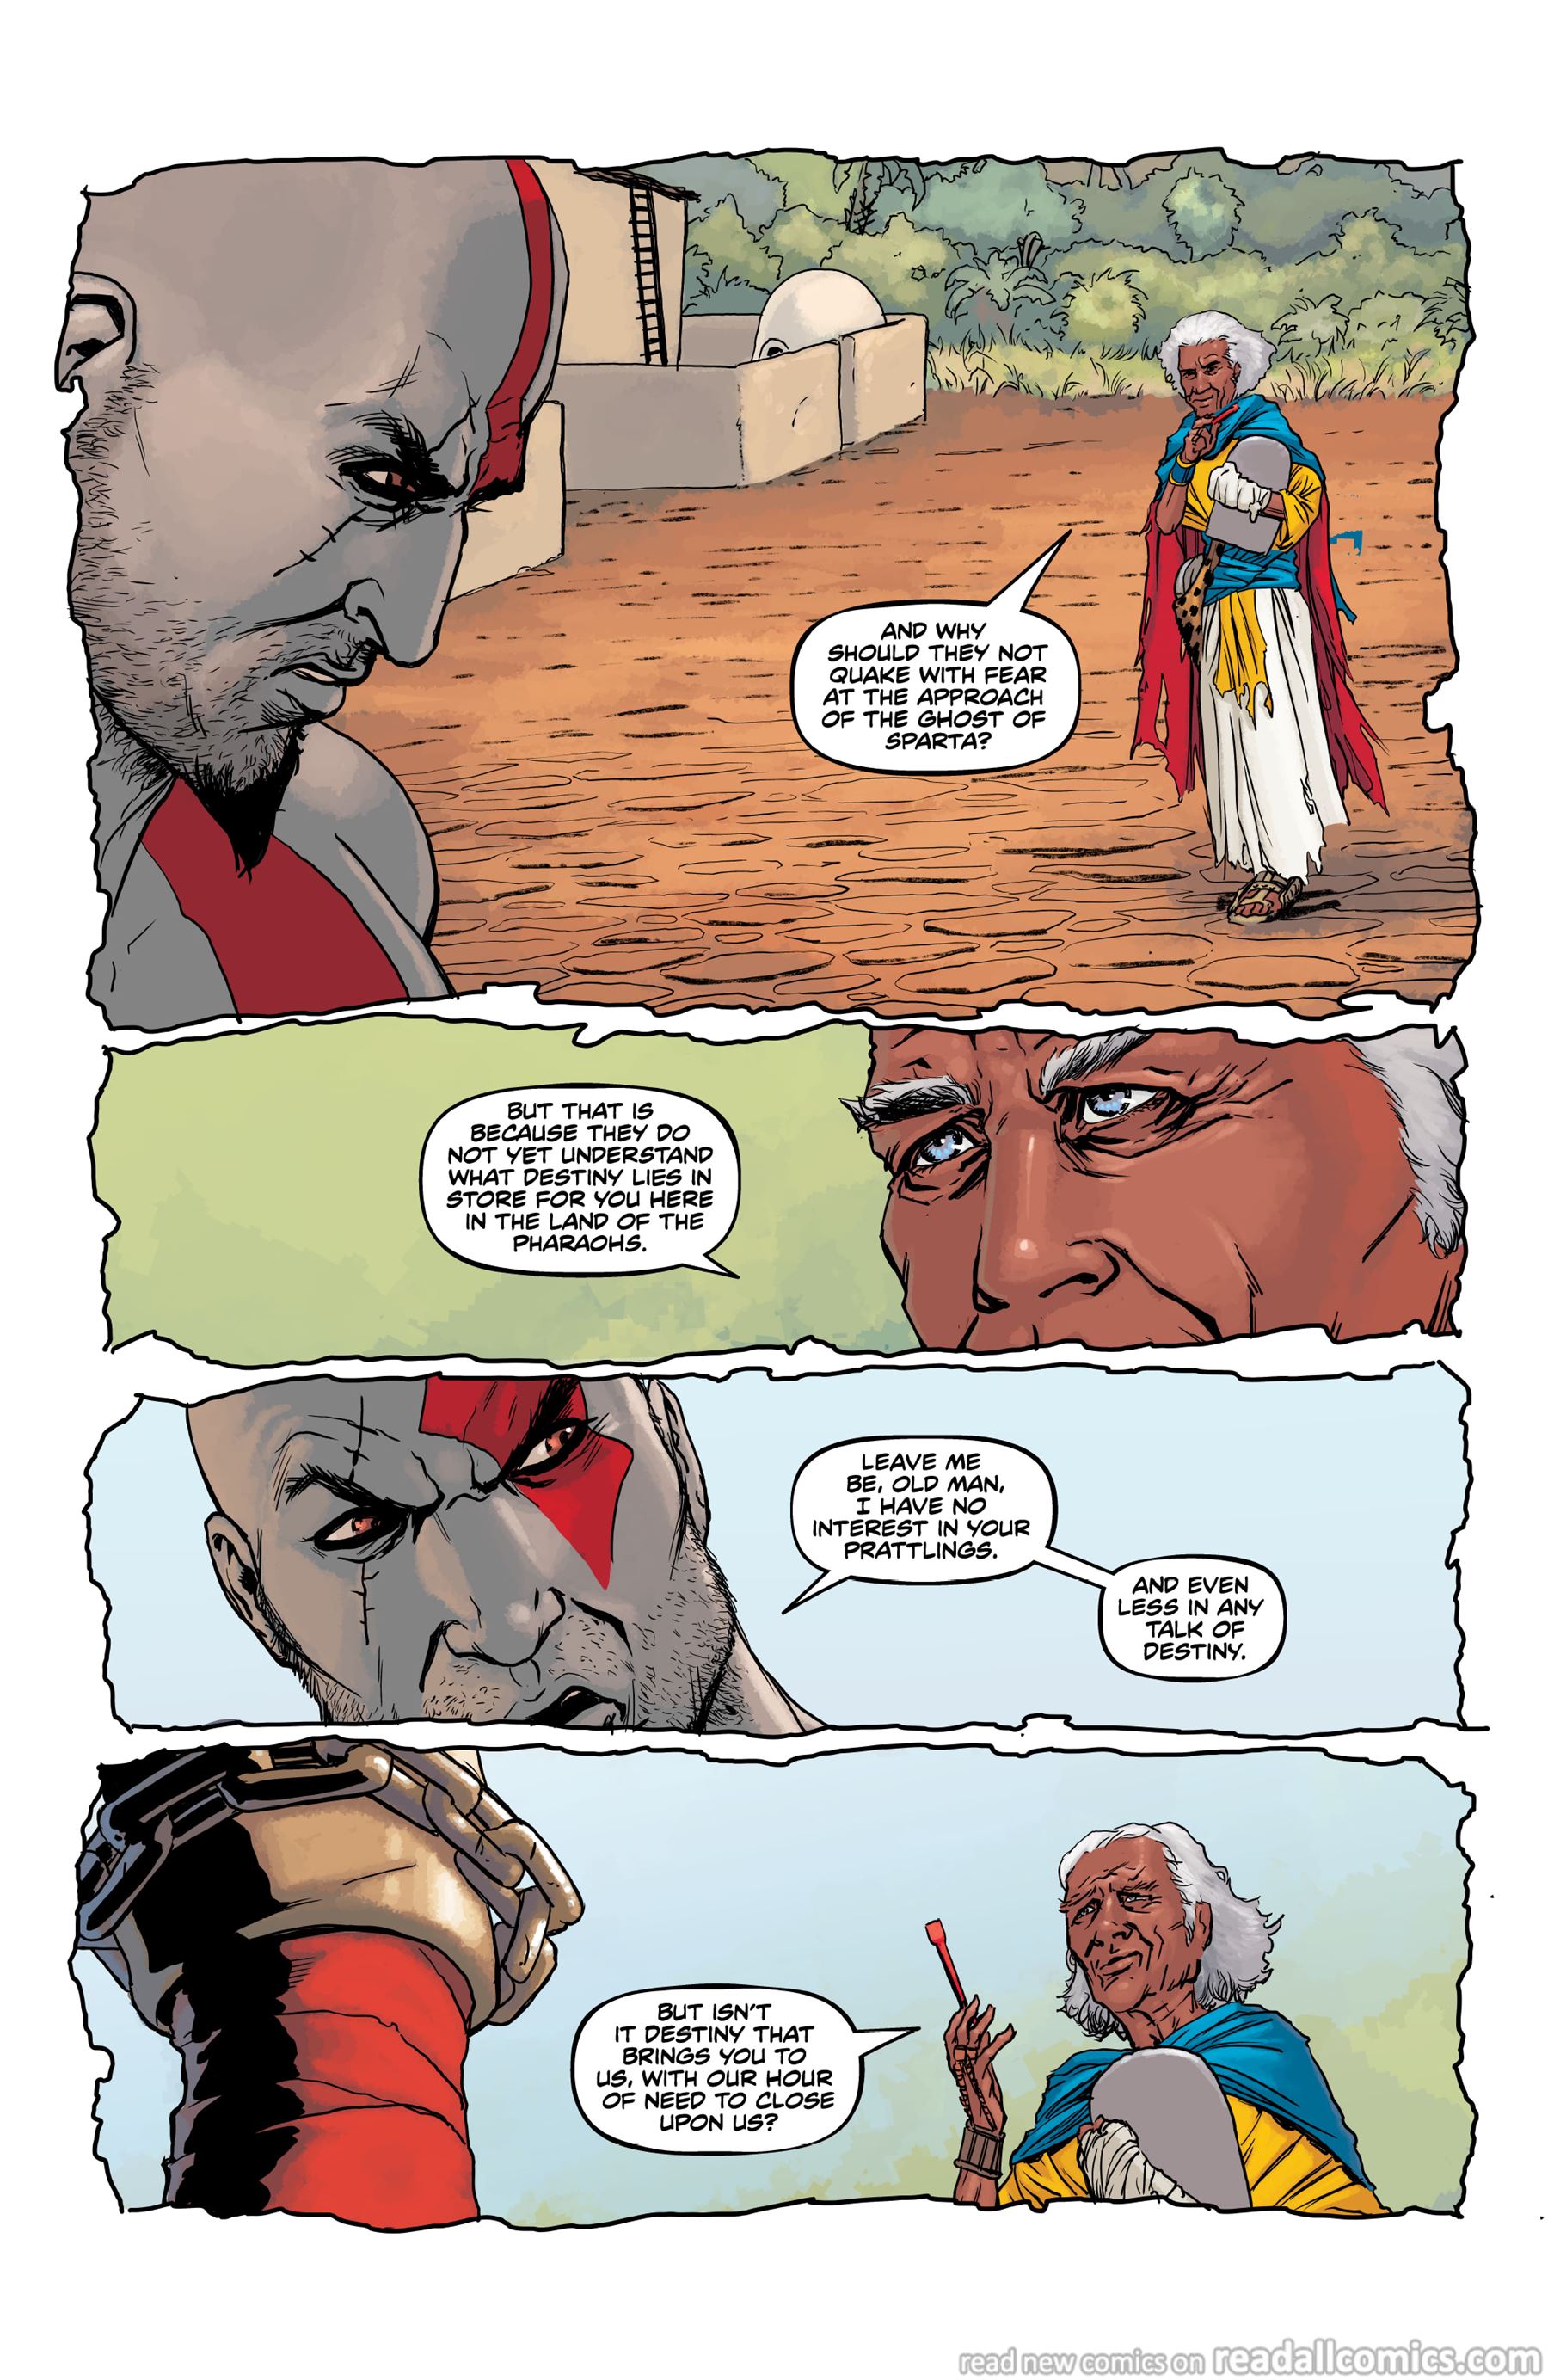 AND WHY
SHOULD THEY NOT
QUAKE WITH FEAR
AT THE APPROACH
OF THE GHOST OF
SPARTA?
BUT THAT IS
BECAUSE THEY DO
NOT YET UNDERSTAND
WHAT DESTINY LIES IN
STORE FOR YOU HERE
IN THE LAND OF THE
PHARAOHS.
LEAVE ME
BE, OLD MAN,
I HAVE NO
INTEREST IN YOUR
PRATTLINGS.
AND EVEN
LESS IN ANY
TALK OF
DESTINY.
BUT ISN'T
IT DESTINY THAT
BRINGS YOU TO
US, WITH OUR HOUR
OF NEED TO CLOSE
UPON US?
read new comics on readallcomics.com